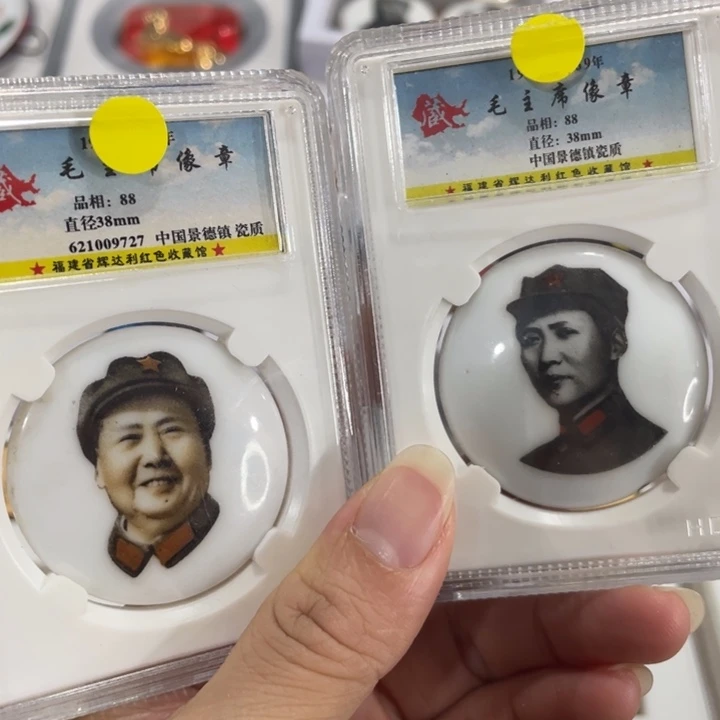 毛主席像章
品相：88
直径38mm
621009727 中国景德镇 瓷质
★ 福建省辉达利红色收藏馆 ★
藏
毛主席像章
品相：88
直径：38mm
中国景德镇瓷质
★ 福建省辉达利红色收藏馆 ★